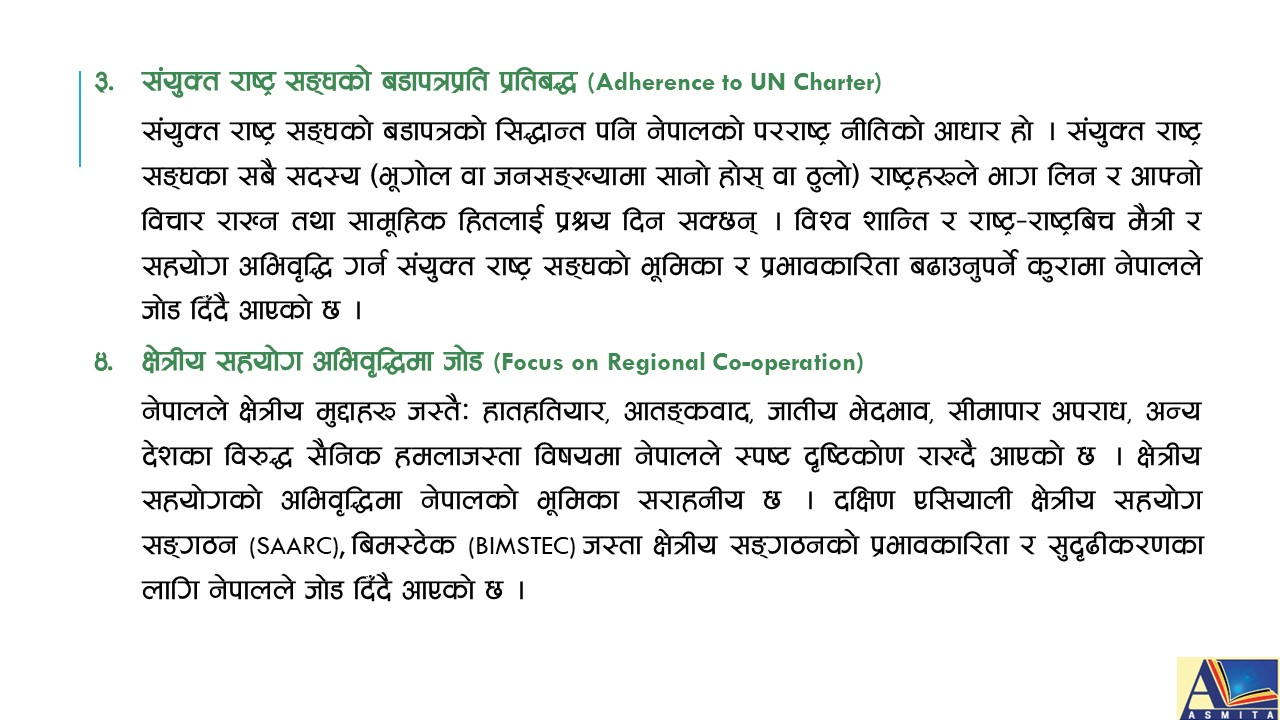 ३. संयुक्त राष्ट्र सङ्घको बडापत्रप्रति प्रतिबद्ध (Adherence to UN Charter)
संयुक्त राष्ट्र सङ्घको बडापत्रको सिद्धान्त पनि नेपालको परराष्ट्र नीतिको आधार हो । संयुक्त राष्ट्र
सङ्घका सबै सदस्य (भूगोल वा जनसङ्ख्यामा सानो होस् वा ठुलो) राष्ट्रहरुले भाग लिन र आफ्नो
विचार राख्न तथा सामूहिक हितलाई प्रश्रय दिन सक्छन् । विश्व शान्ति र राष्ट्र-राष्ट्रबिच मैत्री र
सहयोग अभिवृद्धि गर्न संयुक्त राष्ट्र सङ्घको भूमिका र प्रभावकारिता बढाउनुपर्ने कुरामा नेपालले
जोड दिँदै आएको छ ।
४. क्षेत्रीय सहयोग अभिवृद्धिमा जोड (Focus on Regional Co-operation)
नेपालले क्षेत्रीय मुद्दाहरु जस्तैः हातहतियार, आतङ्कवाद, जातीय भेदभाव, सीमापार अपराध, अन्य
देशका विरुद्ध सैनिक हमलाजस्ता विषयमा नेपालले स्पष्ट दृष्टिकोण राख्दै आएको छ । क्षेत्रीय
सहयोगको अभिवृद्धिमा नेपालको भूमिका सराहनीय छ । दक्षिण एसियाली क्षेत्रीय सहयोग
सङ्गठन (SAARC), बिमस्टेक (BIMSTEC) जस्ता क्षेत्रीय सङ्गठनको प्रभावकारिता र सुदृढीकरणका
लागि नेपालले जोड दिँदै आएको छ ।
ASMITA